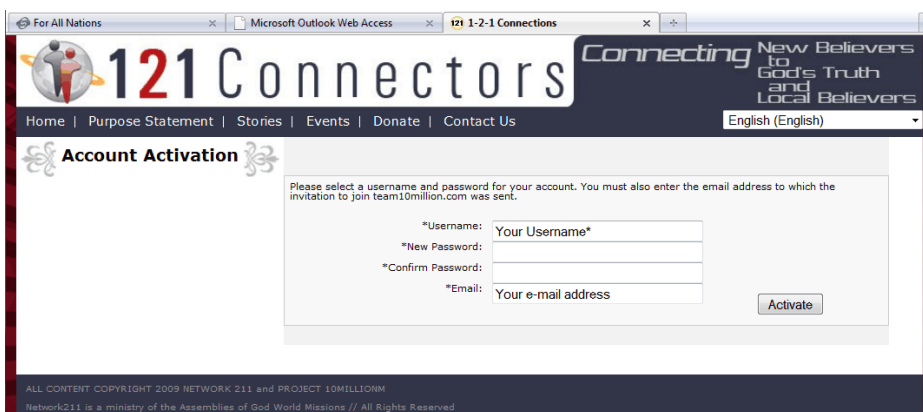 For All Nations
Microsoft Outlook Web Access
121 1-2-1 Connections
121 Connectors
Connecting New Believers
to
God's Truth
and
Local Believers
Home | Purpose Statement | Stories | Events | Donate | Contact Us
English (English)
Account Activation
Please select a username and password for your account. You must also enter the email address to which the
invitation to join team10million.com was sent.
*Username: Your Username*
*New Password:
*Confirm Password:
*Email: Your e-mail address
Activate
ALL CONTENT COPYRIGHT 2009 NETWORK 211 and PROJECT 10MILLIONM
Network211 is a ministry of the Assemblies of God World Missions // All Rights Reserved